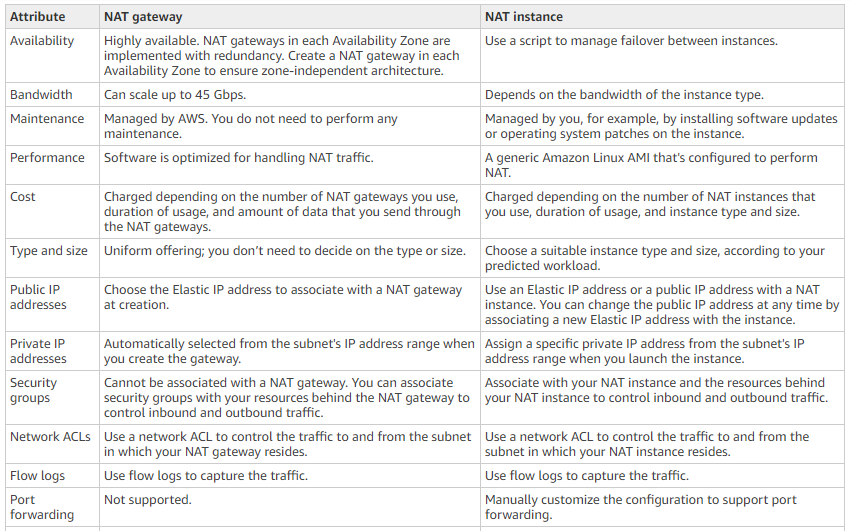 Attribute NAT gateway NAT instance
Availability Highly available. NAT gateways in each Availability Zone are Use a script to manage failover between instances.
implemented with redundancy. Create a NAT gateway in each
Availability Zone to ensure zone-independent architecture.
Bandwidth Can scale up to 45 Gbps. Depends on the bandwidth of the instance type.
Maintenance Managed by AWS. You do not need to perform any Managed by you, for example, by installing software updates
maintenance. or operating system patches on the instance.
Performance Software is optimized for handling NAT traffic. A generic Amazon Linux AMI that's configured to perform
NAT.
Cost Charged depending on the number of NAT gateways you use, Charged depending on the number of NAT instances that
duration of usage, and amount of data that you send through you use, duration of usage, and instance type and size.
the NAT gateways.
Type and size Uniform offering; you don’t need to decide on the type or size. Choose a suitable instance type and size, according to your
predicted workload.
Public IP Choose the Elastic IP address to associate with a NAT gateway Use an Elastic IP address or a public IP address with a NAT
addresses at creation. instance. You can change the public IP address at any time by
associating a new Elastic IP address with the instance.
Private IP Automatically selected from the subnet's IP address range when Assign a specific private IP address from the subnet's IP
addresses you create the gateway. address range when you launch the instance.
Security Cannot be associated with a NAT gateway. You can associate Associate with your NAT instance and the resources behind
groups security groups with your resources behind the NAT gateway to your NAT instance to control inbound and outbound traffic.
control inbound and outbound traffic.
Network ACLs Use a network ACL to control the traffic to and from the subnet Use a network ACL to control the traffic to and from the
in which your NAT gateway resides. subnet in which your NAT instance resides.
Flow logs Use flow logs to capture the traffic. Use flow logs to capture the traffic.
Port Not supported. Manually customize the configuration to support port
forwarding forwarding.